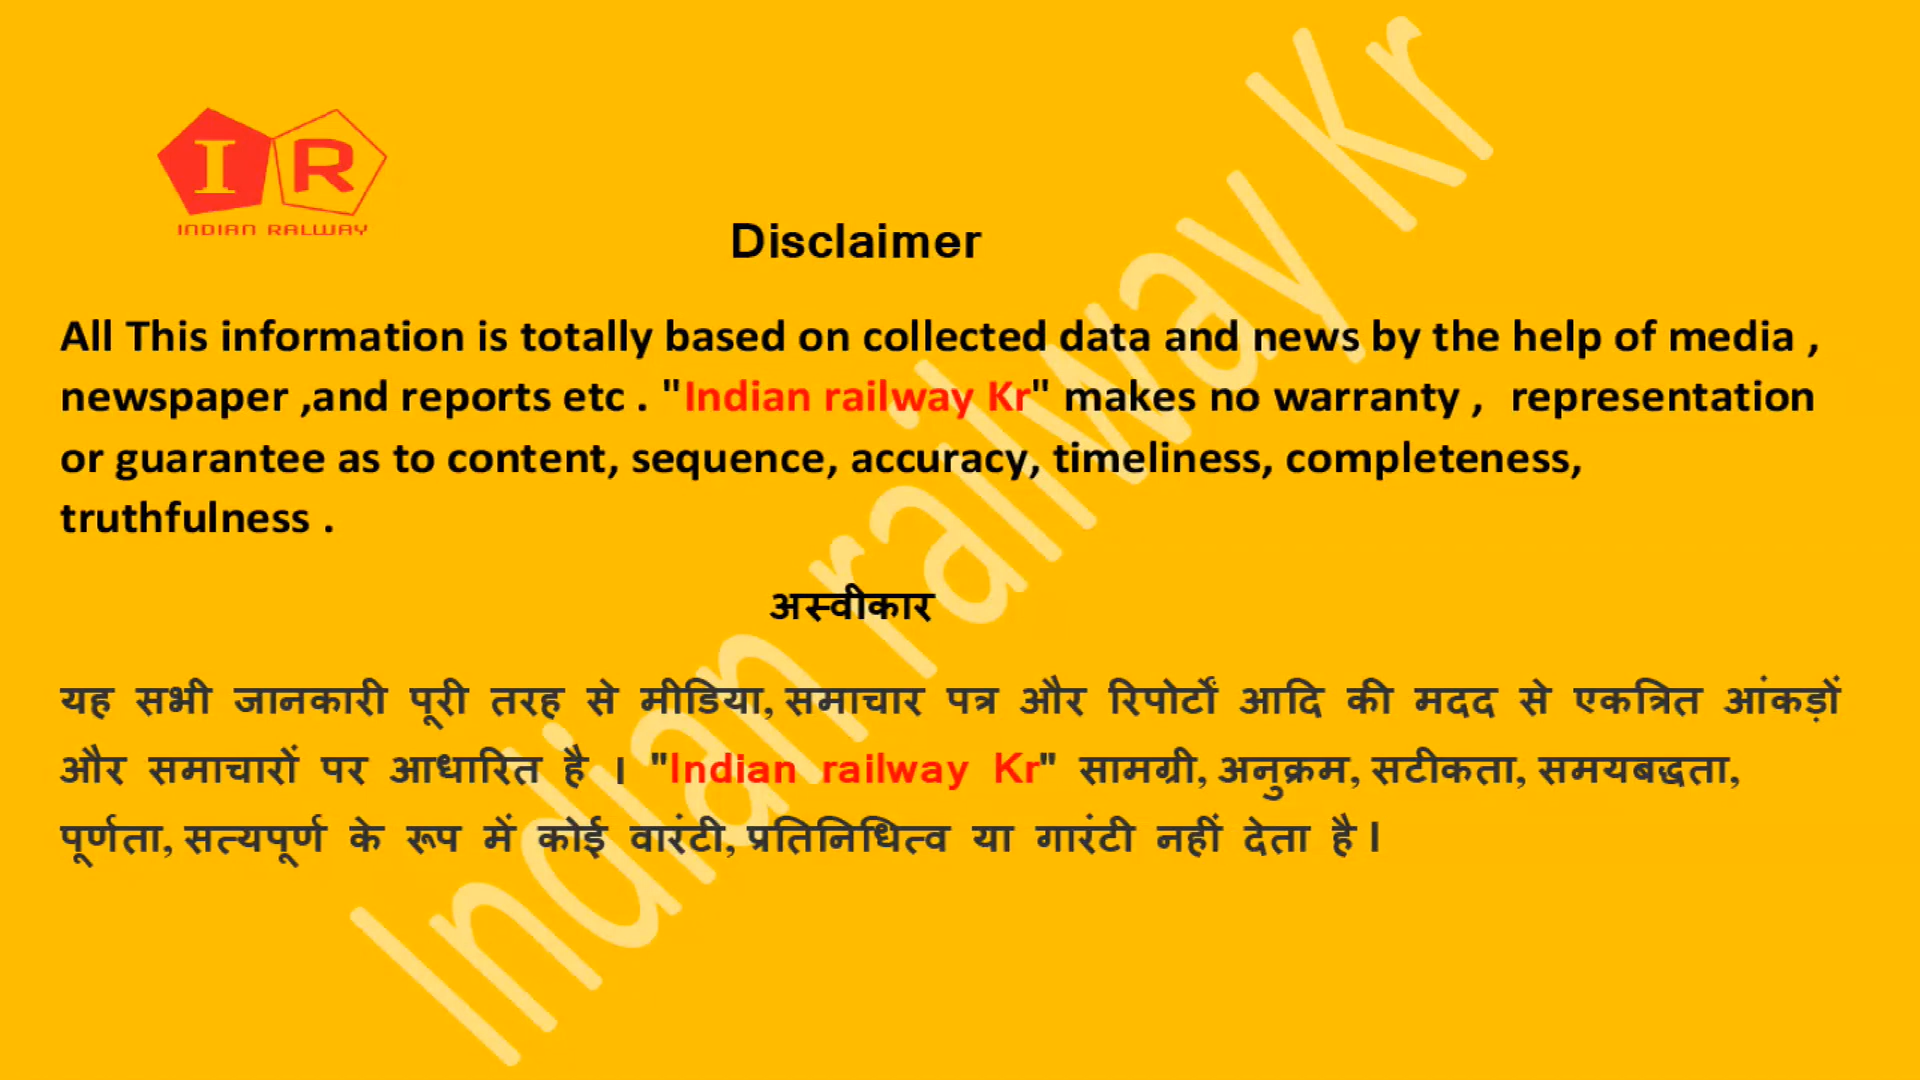 I R
INDIAN RALWAY
Disclaimer
All This information is totally based on collected data and news by the help of media ,
newspaper ,and reports etc . "Indian railway Kr" makes no warranty , representation
or guarantee as to content, sequence, accuracy, timeliness, completeness,
truthfulness .
अस्वीकार
यह सभी जानकारी पूरी तरह से मीडिया, समाचार पत्र और रिपोर्टों आदि की मदद से एकत्रित आंकड़ों
और समाचारों पर आधारित है । "Indian railway Kr" सामग्री, अनुक्रम, सटीकता, समयबद्धता,
पूर्णता, सत्यपूर्ण के रूप में कोई वारंटी, प्रतिनिधित्व या गारंटी नहीं देता है |
Indian railway Kr